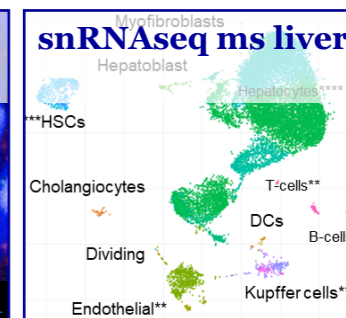 Myofibroblasts
snRNAseq ms liver
Hepatoblast
Hepatocytes****
***HSCs
Cholangiocytes
T-cells**
DCs
B-cell
Dividing
Kupffer cells*
Endothelial**